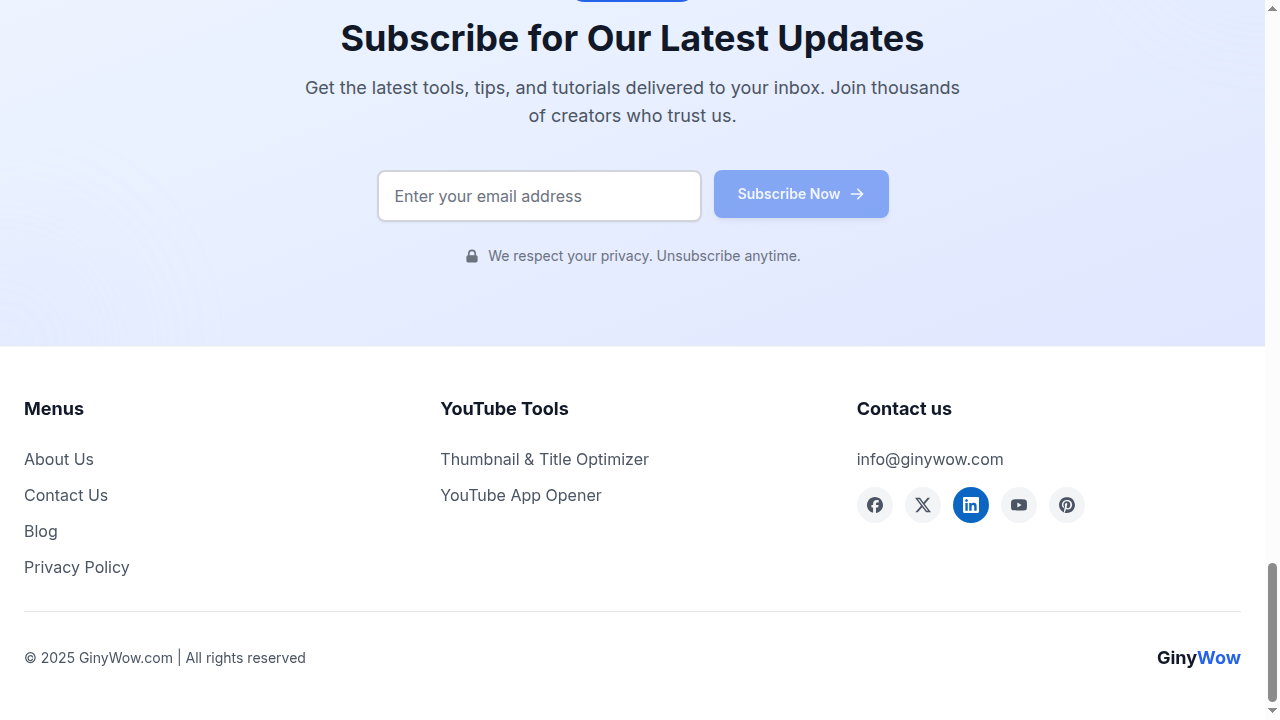 Subscribe for Our Latest Updates
Get the latest tools, tips, and tutorials delivered to your inbox. Join thousands
of creators who trust us.
Enter your email address
Subscribe Now
We respect your privacy. Unsubscribe anytime.
Menus
About Us
Contact Us
Blog
Privacy Policy
YouTube Tools
Thumbnail & Title Optimizer
YouTube App Opener
Contact us
info@ginywow.com
© 2025 GinyWow.com | All rights reserved
GinyWow